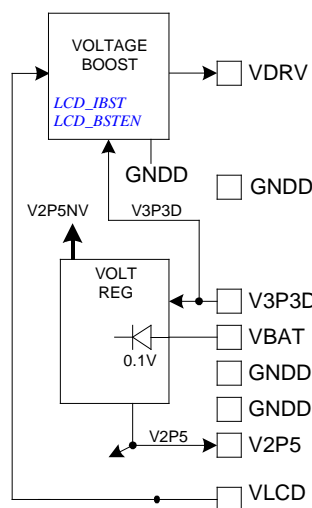 VOLTAGE
BOOST
LCD_IBST
LCD_BSTEN
VDRV
GNDD
GNDD
V2P5NV
V3P3D
VOLT
REG
V3P3D
0.1V
VBAT
GNDD
GNDD
V2P5
V2P5
VLCD